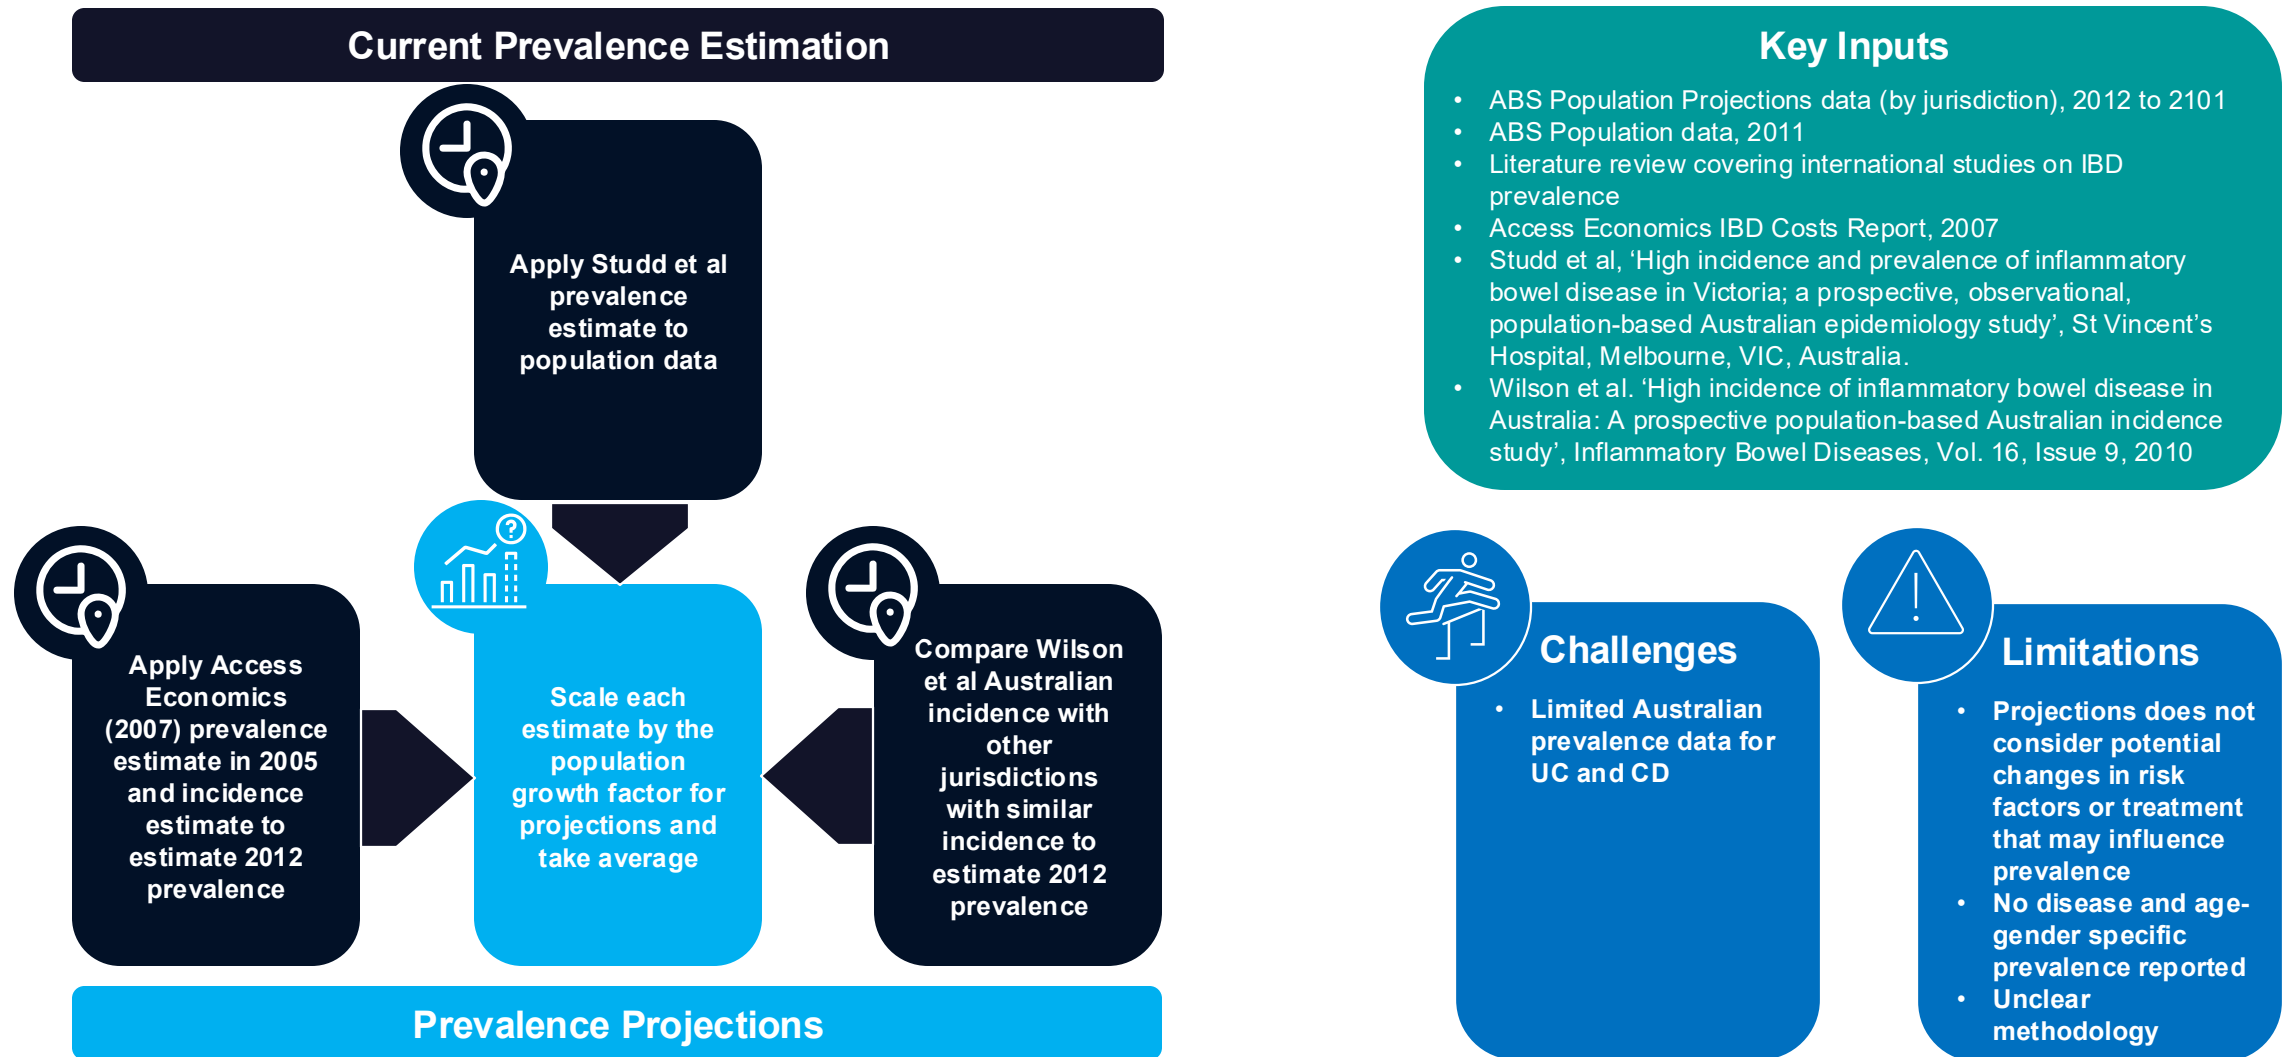 Current Prevalence Estimation
Apply Studd et al
prevalence
estimate to
population data
Apply Access
Economics
(2007) prevalence
estimate in 2005
and incidence
estimate to
estimate 2012
prevalence
?
Scale each
estimate by the
population
growth factor for
projections and
take average
Compare Wilson
et al Australian
incidence with
other
jurisdictions
with similar
incidence to
estimate 2012
prevalence
Prevalence Projections
Key Inputs
• ABS Population Projections data (by jurisdiction), 2012 to 2101
• ABS Population data, 2011
• Literature review covering international studies on IBD
prevalence
• Access Economics IBD Costs Report, 2007
• Studd et al, ‘High incidence and prevalence of inflammatory
bowel disease in Victoria; a prospective, observational,
population-based Australian epidemiology study’, St Vincent’s
Hospital, Melbourne, VIC, Australia.
• Wilson et al. ‘High incidence of inflammatory bowel disease in
Australia: A prospective population-based Australian incidence
study’, Inflammatory Bowel Diseases, Vol. 16, Issue 9, 2010
Challenges
• Limited Australian
prevalence data for
UC and CD
!
Limitations
• Projections does not
consider potential
changes in risk
factors or treatment
that may influence
prevalence
• No disease and age-
gender specific
prevalence reported
• Unclear
methodology